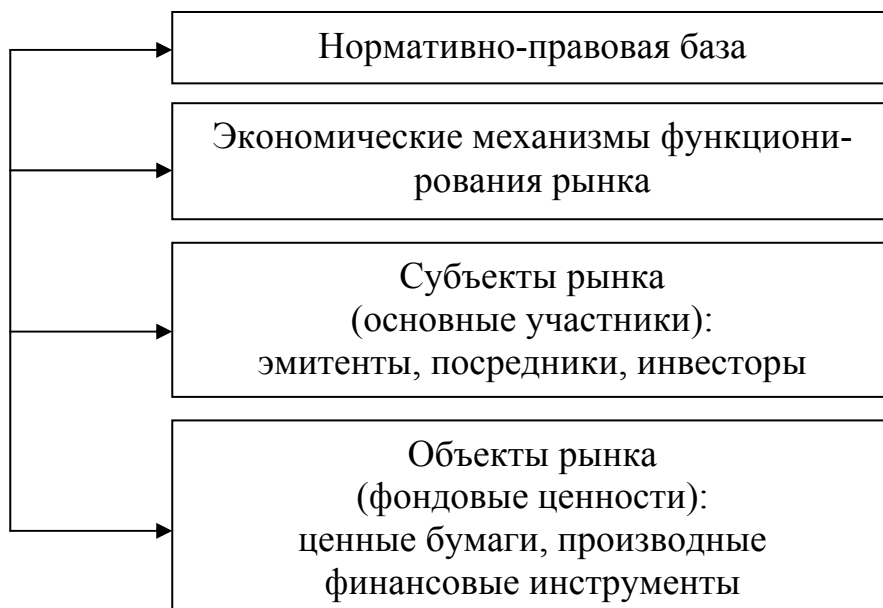 Нормативно-правовая база
Экономические механизмы функциони-
рования рынка
Субъекты рынка
(основные участники):
эмитенты, посредники, инвесторы
Объекты рынка
(фондовые ценности):
ценные бумаги, производные
финансовые инструменты